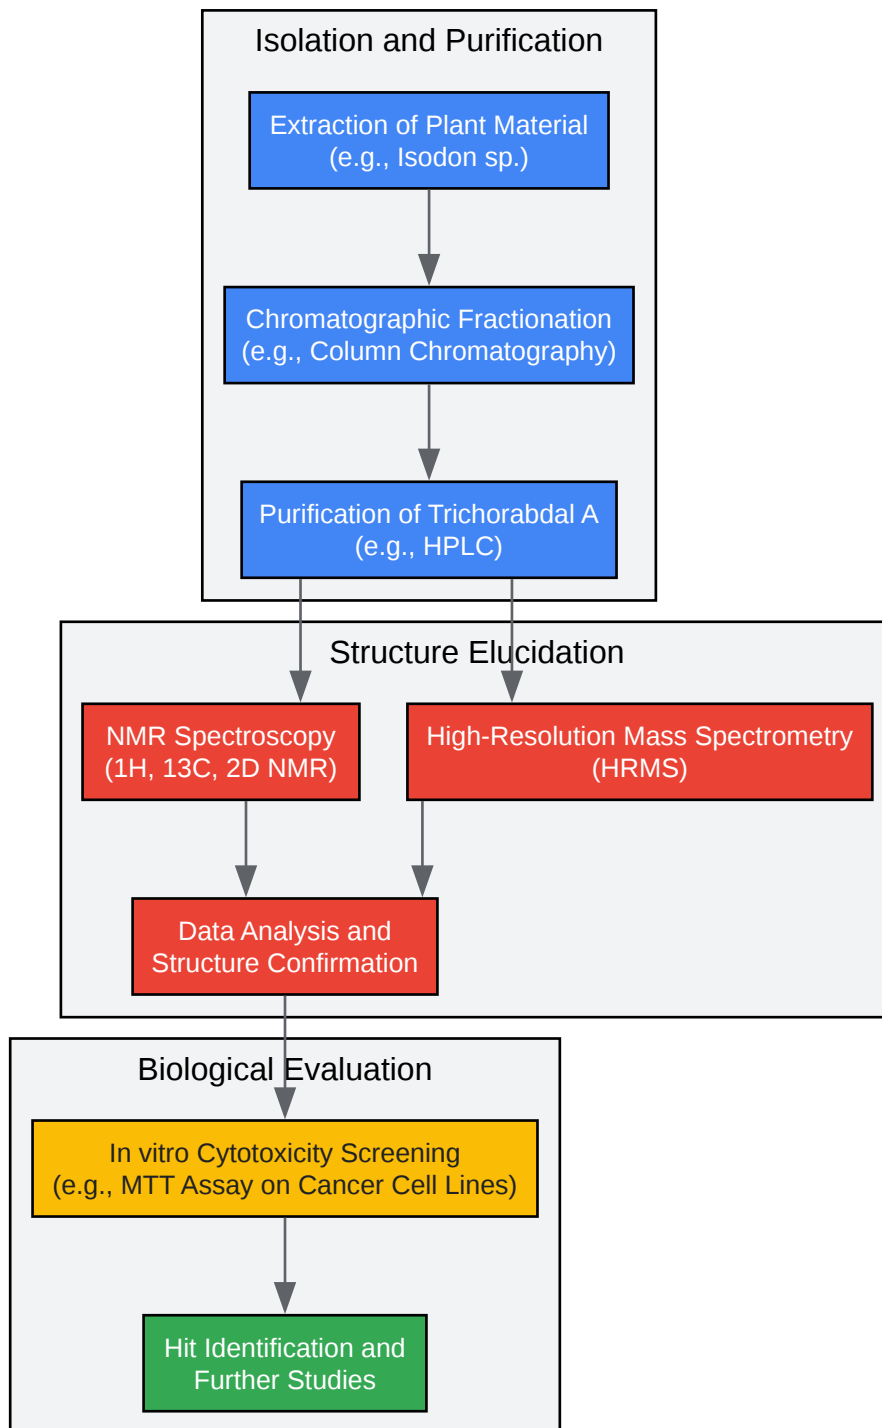 Isolation and Purification
Extraction of Plant Material
(e.g., Isodon sp.)
Chromatographic Fractionation
(e.g., Column Chromatography)
Purification of Trichorabdal A
(e.g., HPLC)
Structure Elucidation
NMR Spectroscopy
(1H, 13C, 2D NMR)
High-Resolution Mass Spectrometry
(HRMS)
Data Analysis and
Structure Confirmation
Biological Evaluation
In vitro Cytotoxicity Screening
(e.g., MTT Assay on Cancer Cell Lines)
Hit Identification and
Further Studies